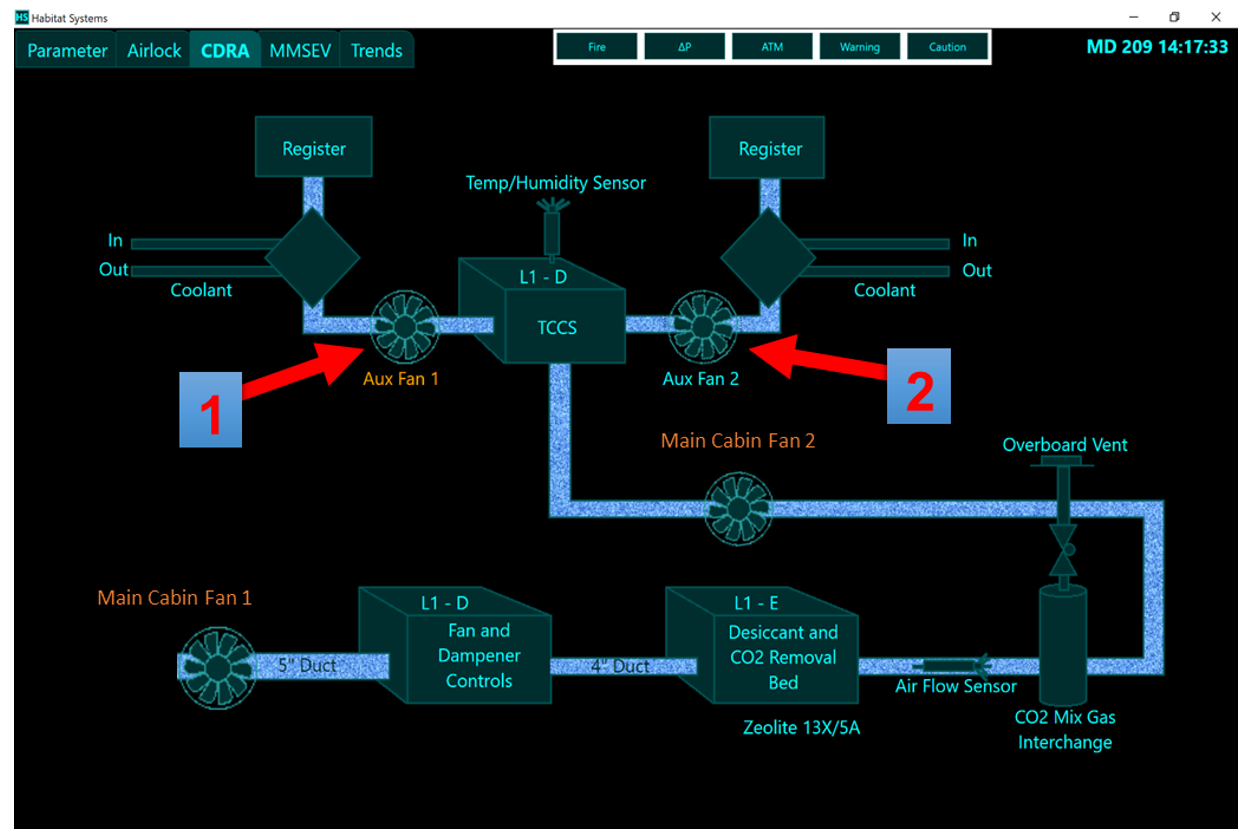 HS Habitat Systems
Parameter Airlock CDRA MMSEV Trends
Fire ΔP ATM Warning Caution
MD 209 14:17:33
Register
Register
Temp/Humidity Sensor
In
Out
Coolant
In
Out
Coolant
L1 - D
TCCS
Aux Fan 1
Aux Fan 2
1
2
Main Cabin Fan 2
Overboard Vent
Main Cabin Fan 1
5" Duct
L1 - D
Fan and
Dampener
Controls
4" Duct
L1 - E
Desiccant and
CO2 Removal
Bed
Zeolite 13X/5A
Air Flow Sensor
CO2 Mix Gas
Interchange